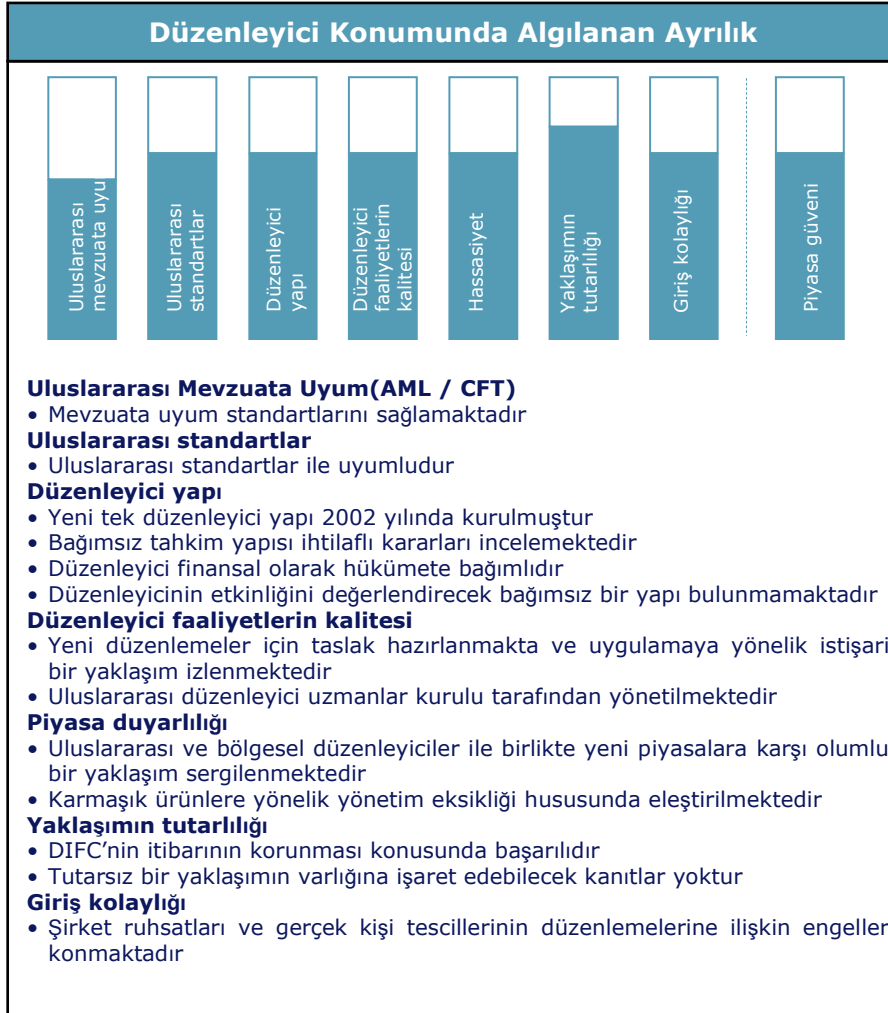 Düzenleyici Konumunda Algılanan Ayrılık
Uluslararası
mevzuata uyu
Uluslararası
standartlar
Düzenleyici
yapı
Düzenleyici
faaliyetlerin
kalitesi
Hassasiyet
Yaklaşımın
tutarlılığı
Giriş kolaylığı
Piyasa güveni
Uluslararası Mevzuata Uyum(AML / CFT)
• Mevzuata uyum standartlarını sağlamaktadır
Uluslararası standartlar
• Uluslararası standartlar ile uyumludur
Düzenleyici yapı
• Yeni tek düzenleyici yapı 2002 yılında kurulmuştur
• Bağımsız tahkim yapısı ihtilaflı kararları incelemektedir
• Düzenleyici finansal olarak hükümete bağımlıdır
• Düzenleyicinin etkinliğini değerlendirecek bağımsız bir yapı bulunmamaktadır
Düzenleyici faaliyetlerin kalitesi
• Yeni düzenlemeler için taslak hazırlanmakta ve uygulamaya yönelik istişari
bir yaklaşım izlenmektedir
• Uluslararası düzenleyici uzmanlar kurulu tarafından yönetilmektedir
Piyasa duyarlılığı
• Uluslararası ve bölgesel düzenleyiciler ile birlikte yeni piyasalara karşı olumlu
bir yaklaşım sergilenmektedir
• Karmaşık ürünlere yönelik yönetim eksikliği hususunda eleştirilmektedir
Yaklaşımın tutarlılığı
• DIFC’nin itibarının korunması konusunda başarılıdır
• Tutarsız bir yaklaşımın varlığına işaret edebilecek kanıtlar yoktur
Giriş kolaylığı
• Şirket ruhsatları ve gerçek kişi tescillerinin düzenlemelerine ilişkin engeller
konmaktadır